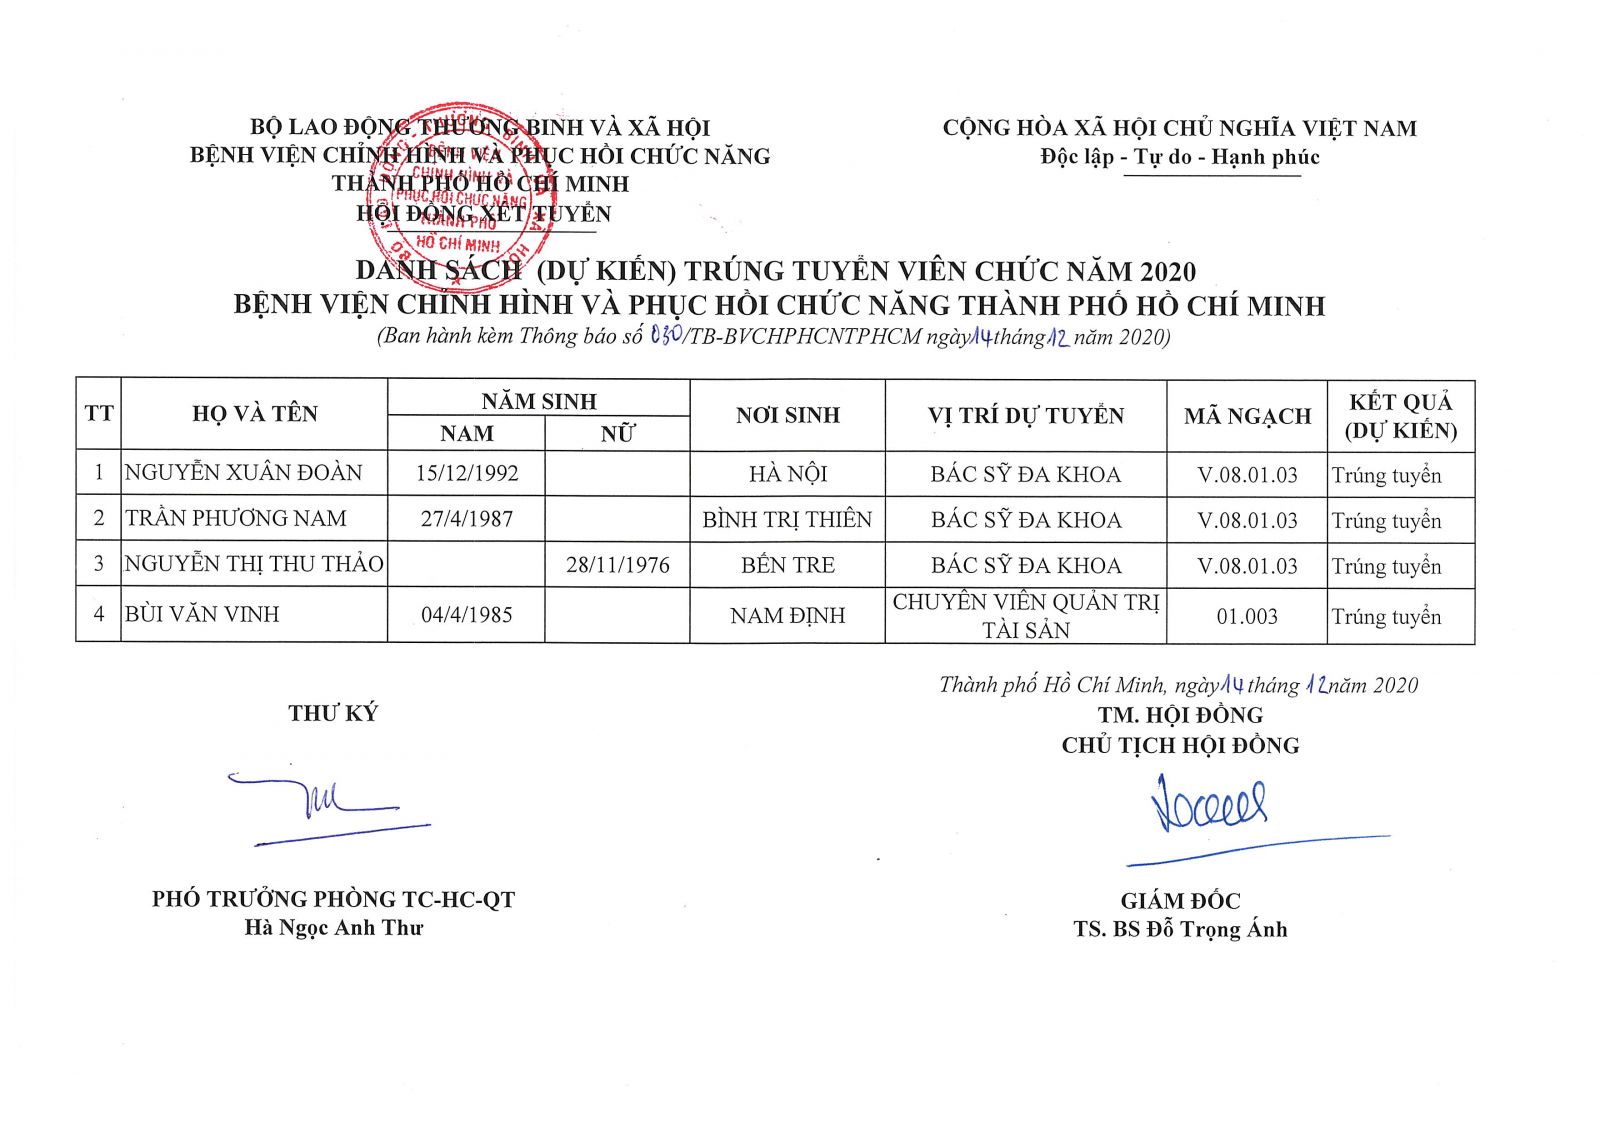 BỘ LAO ĐỘNG THƯƠNG BINH VÀ XÃ HỘI
BỆNH VIỆN CHỈNH HÌNH VÀ PHỤC HỒI CHỨC NĂNG
THÀNH PHỐ HỒ CHÍ MINH
HỘI ĐỒNG XÉT TUYỂN
CỘNG HÒA XÃ HỘI CHỦ NGHĨA VIỆT NAM
Độc lập - Tự do - Hạnh phúc
BỘ LAO ĐỘNG - THƯƠNG BINH VÀ XÃ HỘI
BỆNH VIỆN
CHỈNH HÌNH VÀ
PHỤC HỒI CHỨC NĂNG
THÀNH PHỐ
HỒ CHÍ MINH
DANH SÁCH (DỰ KIẾN) TRÚNG TUYỂN VIÊN CHỨC NĂM 2020
BỆNH VIỆN CHỈNH HÌNH VÀ PHỤC HỒI CHỨC NĂNG THÀNH PHỐ HỒ CHÍ MINH
(Ban hành kèm Thông báo số 030/TB-BVCHPHCNTPHCM ngày 14 tháng 12 năm 2020)
TT HỌ VÀ TÊN NĂM SINH NƠI SINH VỊ TRÍ DỰ TUYỂN MÃ NGẠCH KẾT QUẢ (DỰ KIẾN)
NAM NỮ
1 NGUYỄN XUÂN ĐOÀN 15/12/1992 HÀ NỘI BÁC SỸ ĐA KHOA V.08.01.03 Trúng tuyển
2 TRẦN PHƯƠNG NAM 27/4/1987 BÌNH TRỊ THIÊN BÁC SỸ ĐA KHOA V.08.01.03 Trúng tuyển
3 NGUYỄN THỊ THU THẢO 28/11/1976 BẾN TRE BÁC SỸ ĐA KHOA V.08.01.03 Trúng tuyển
4 BÙI VĂN VINH 04/4/1985 NAM ĐỊNH CHUYÊN VIÊN QUẢN TRỊ TÀI SẢN 01.003 Trúng tuyển
Thành phố Hồ Chí Minh, ngày 14 tháng 12 năm 2020
THƯ KÝ
TM. HỘI ĐỒNG
CHỦ TỊCH HỘI ĐỒNG
PHÓ TRƯỞNG PHÒNG TC-HC-QT
Hà Ngọc Anh Thư
GIÁM ĐỐC
TS. BS Đỗ Trọng Ánh